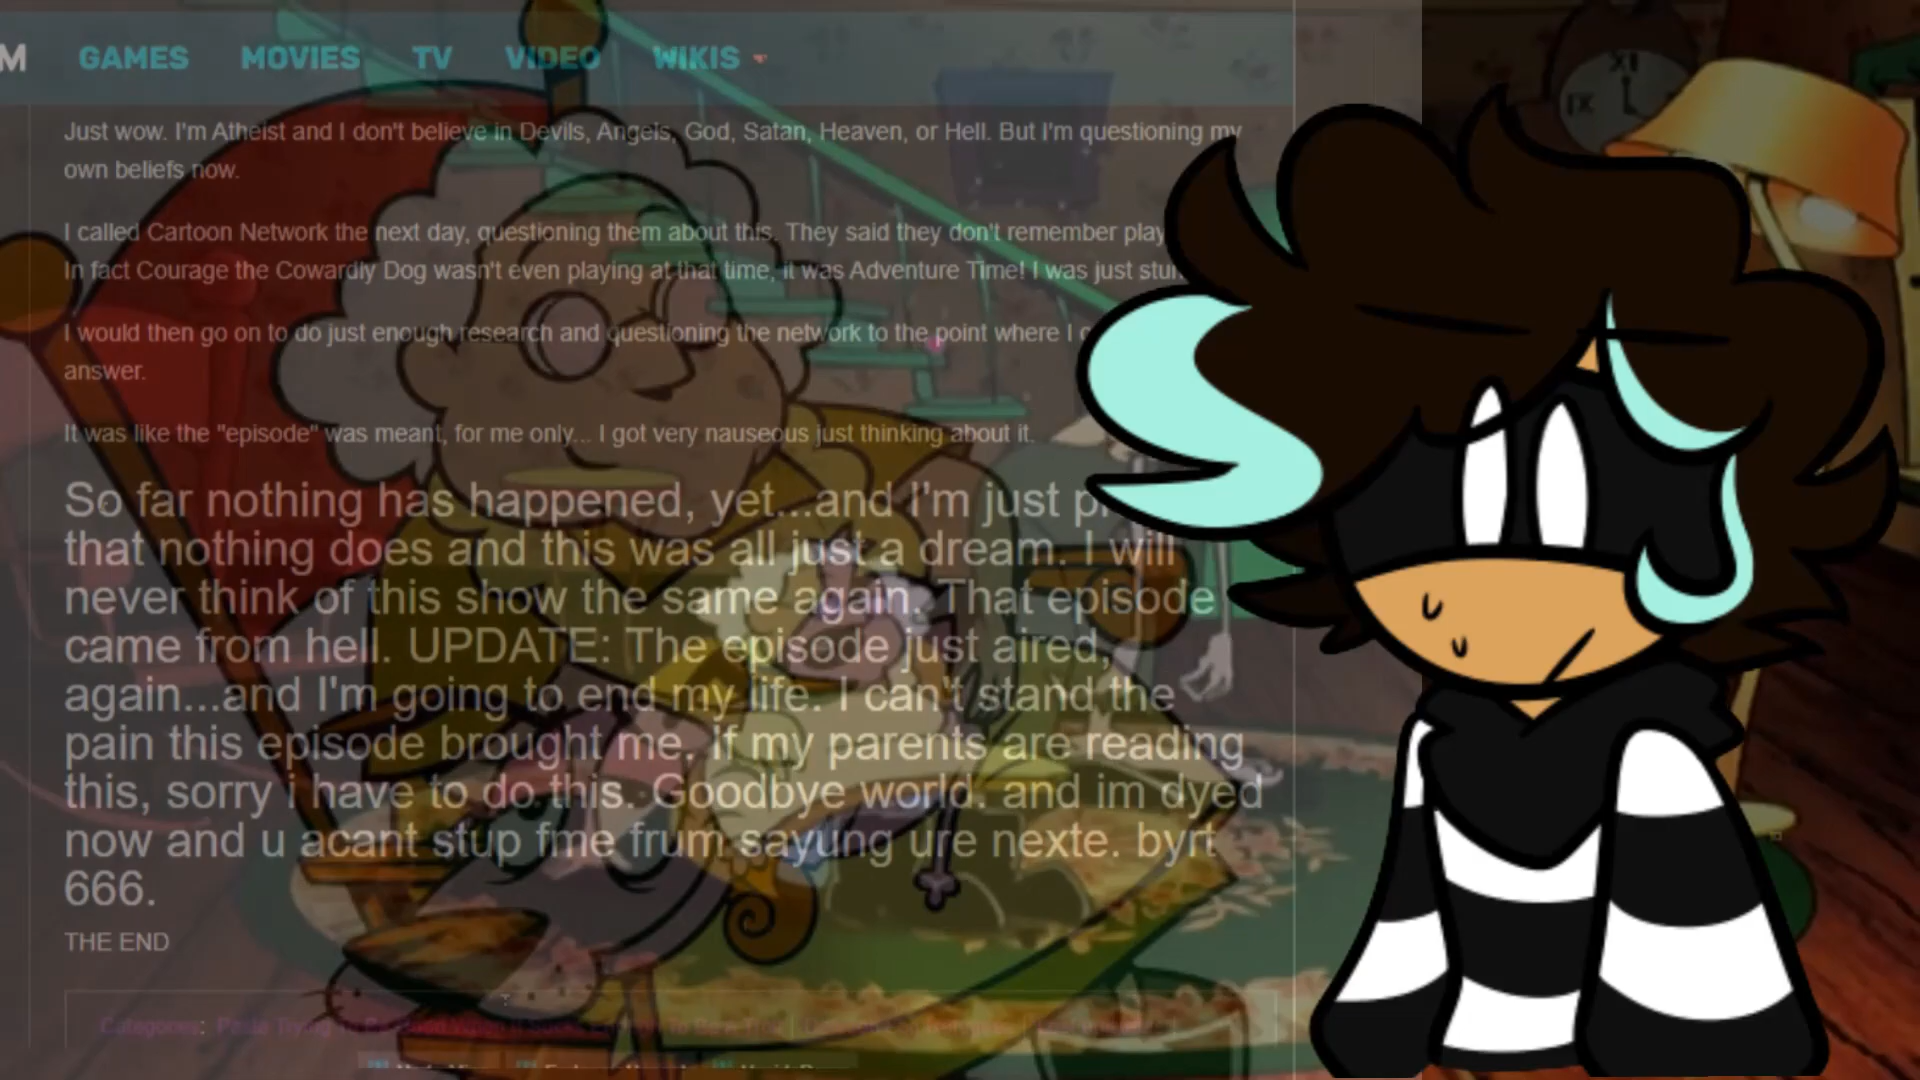 M GAMES MOVIES TV VIDEO WIKIS
XI
IX
Just wow. I'm Atheist and I don't believe in Devils, Angels, God, Satan, Heaven, or Hell. But I'm questioning my
own beliefs now.
I called Cartoon Network the next day, questioning them about this. They said they don't remember play
In fact Courage the Cowardly Dog wasn't even playing at that time, it was Adventure Time! I was just stun
I would then go on to do just enough research and questioning the network to the point where I c
answer.
It was like the "episode" was meant, for me only... I got very nauseous just thinking about it.
So far nothing has happened, yet...and I'm just p
that nothing does and this was all just a dream. I will
never think of this show the same again. That episode
came from hell. UPDATE: The episode just aired,
again...and I'm going to end my life. I can't stand the
pain this episode brought me. if my parents are reading
this, sorry i have to do this. Goodbye world. and im dyed
now and u acant stup fme frum sayung ure nexte. byrt
666.
THE END
Categories: